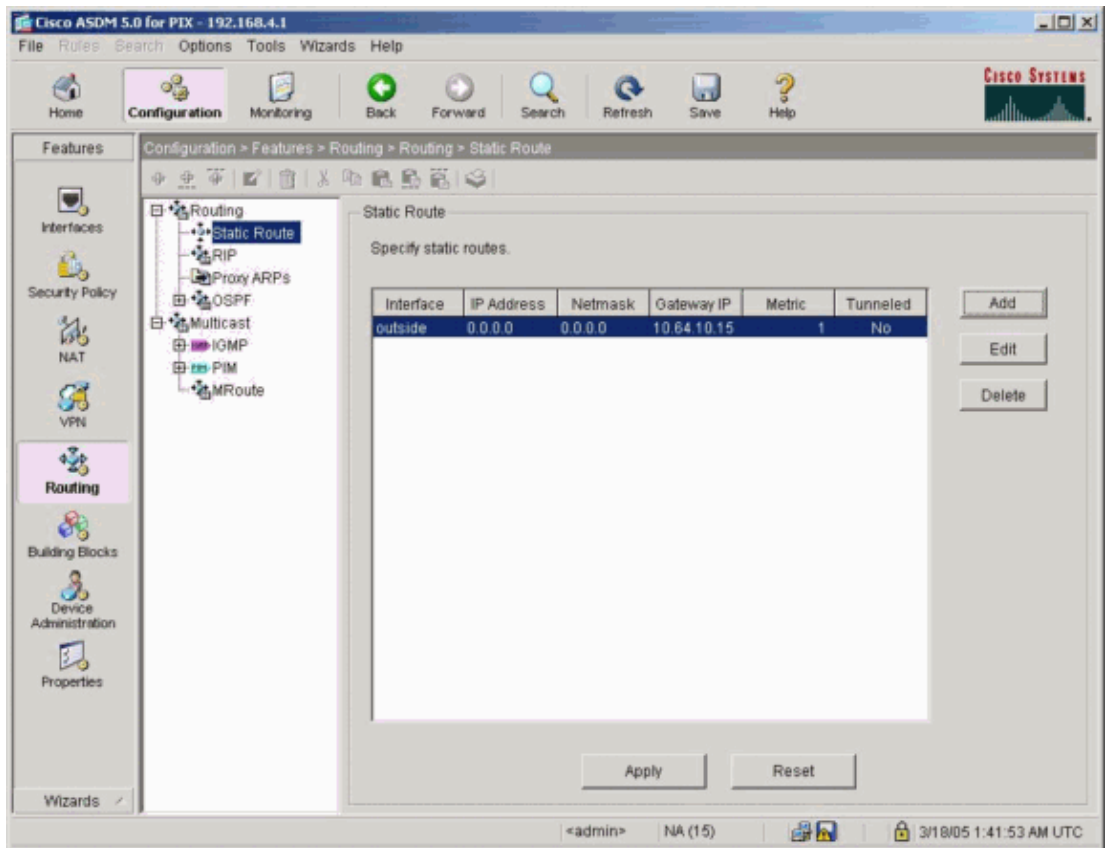 Cisco ASDM 5.0 for PIX - 192.168.4.1
File Rules Search Options Tools Wizards Help
Home Configuration Monitoring Back Forward Search Refresh Save Help
CISCO SYSTEMS
Features
Configuration > Features > Routing > Routing > Static Route
Interfaces
Security Policy
NAT
VPN
Routing
Building Blocks
Device
Administration
Properties
Wizards
Routing
Static Route
RIP
Proxy ARPs
OSPF
Multicast
IGMP
PIM
MRoute
Static Route
Specify static routes.
Interface IP Address Netmask Gateway IP Metric Tunneled
outside 0.0.0.0 0.0.0.0 10.64.10.15 1 No
Add
Edit
Delete
Apply Reset
<admin> NA (15) 3/18/05 1:41:53 AM UTC